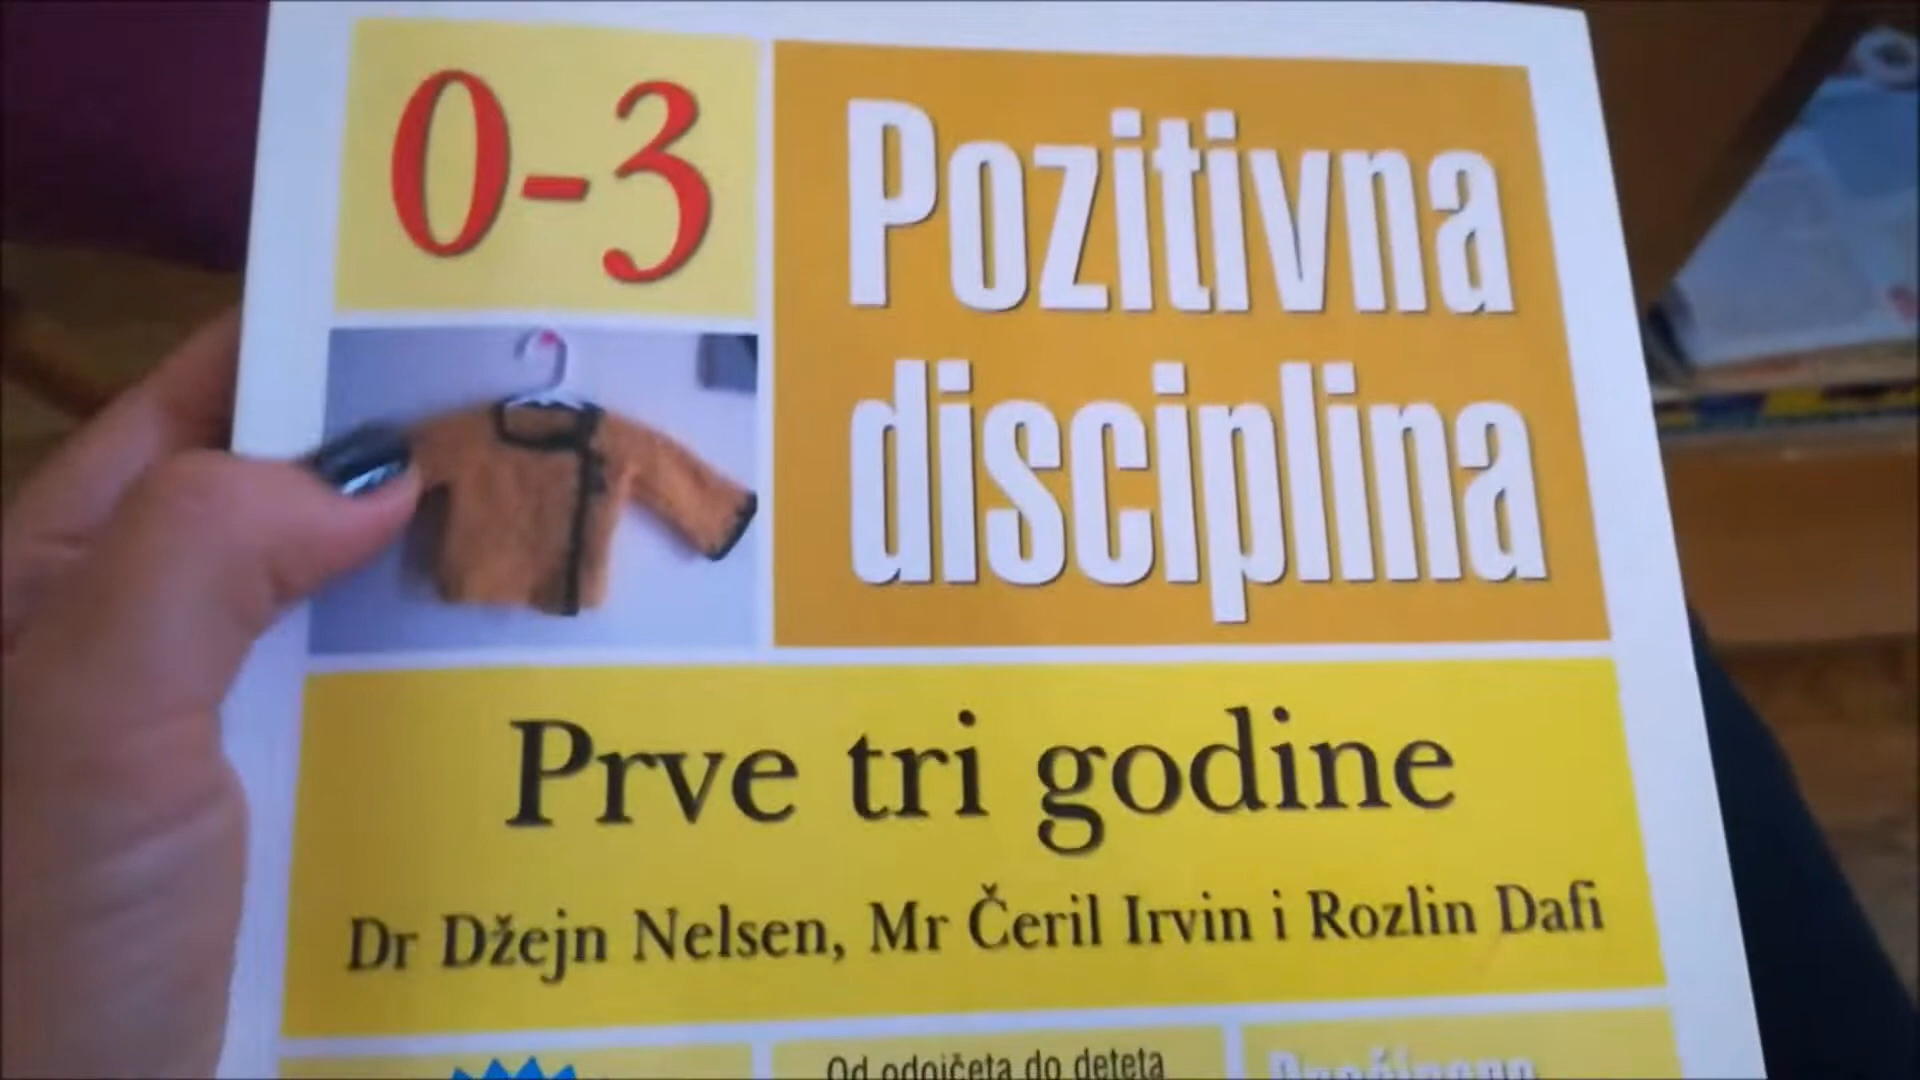 0-3
Pozitivna
disciplina
Prve tri godine
Dr Džejn Nelsen, Mr Čeril Irvin i Rozlin Dafi
Od odojčeta do deteta